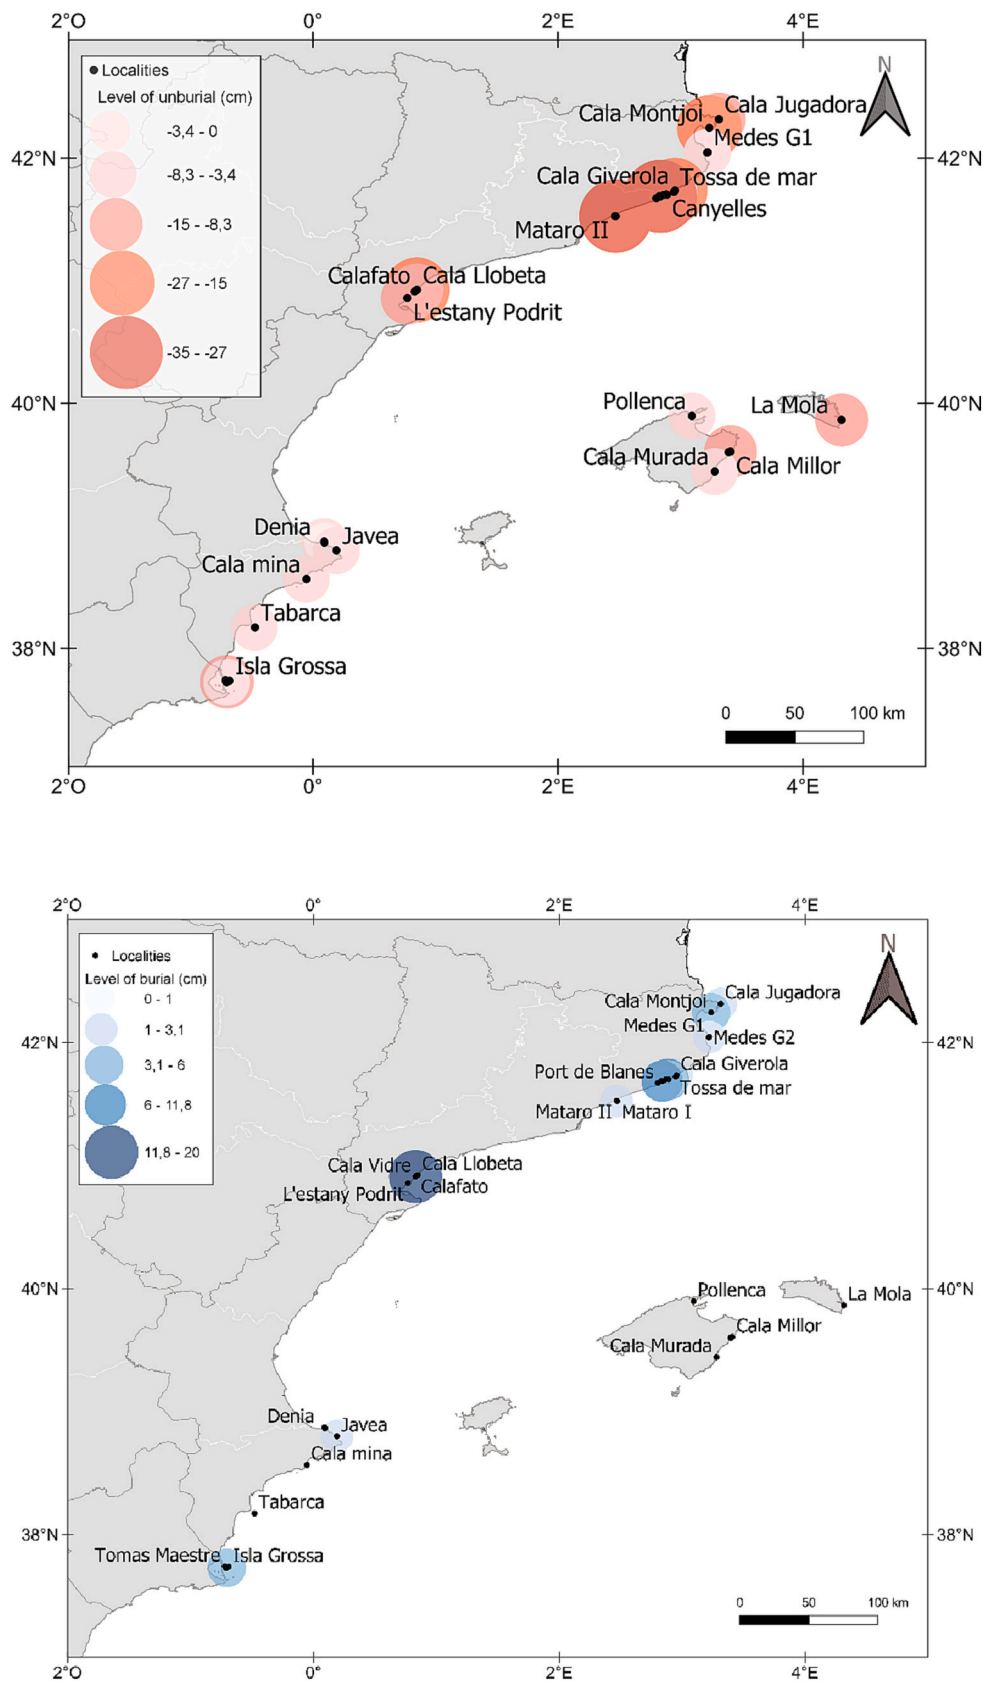 2°O 0° 2°E 4°E
Localities
Level of unburial (cm)
-3,4 - 0
-8,3 - -3,4
-15 - -8,3
-27 - -15
-35 - -27
N
Cala Jugadora
Cala Montjoi
Medes G1
42°N 42°N
Cala Giverola Tossa de mar
Canyelles
Mataro II
Calafato Cala Llobeta
L'estany Podrit
40°N 40°N
Pollenca La Mola
Cala Murada Cala Millor
Denia Javea
Cala mina
Tabarca
38°N 38°N
Isla Grossa
0 50 100 km
2°O 0° 2°E 4°E
2°O 0° 2°E 4°E
Localities
Level of burial (cm)
0 - 1
1 - 3,1
3,1 - 6
6 - 11,8
11,8 - 20
N
Cala Jugadora
Cala Montjoi
Medes G1
Medes G2
42°N 42°N
Cala Giverola
Port de Blanes
Tossa de mar
Mataro II Mataro I
Cala Vidre Cala Llobeta
L'estany Podrit Calafato
40°N 40°N
Pollenca La Mola
Cala Millor
Cala Murada
Denia Javea
Cala mina
Tabarca
38°N 38°N
Tomas Maestre Isla Grossa
0 50 100 km
2°O 0° 2°E 4°E